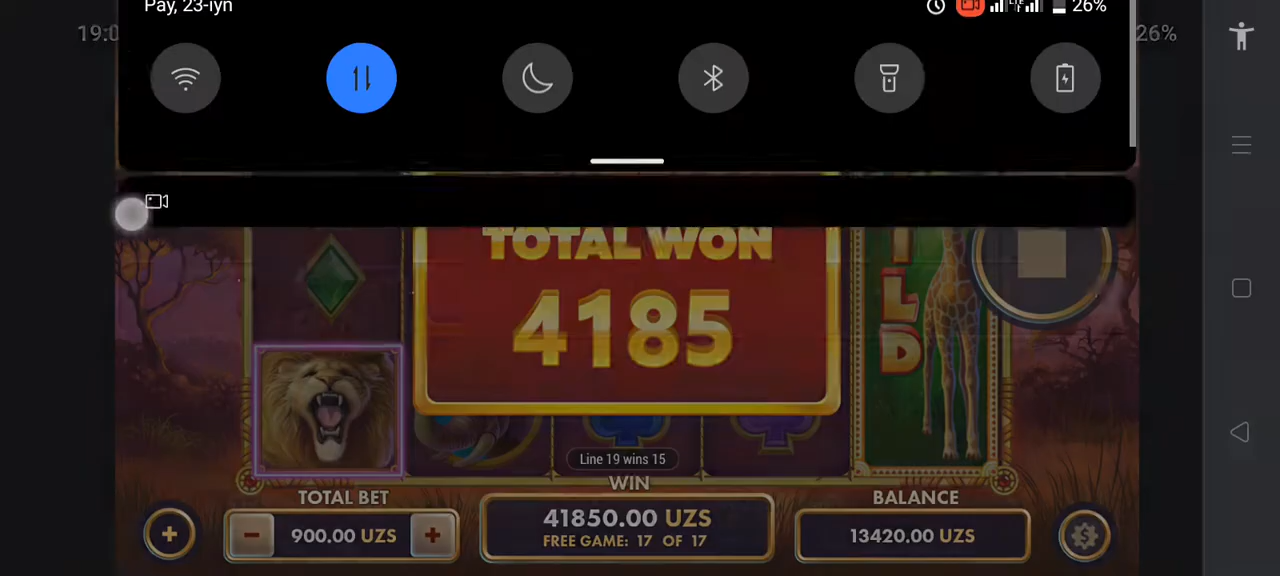 Pay, 23-iyn
26%
19:0
26%
TOTAL WON
4185
WILD
Line 19 wins 15
TOTAL BET
WIN
BALANCE
900.00 UZS
41850.00 UZS
FREE GAME: 17 OF 17
13420.00 UZS